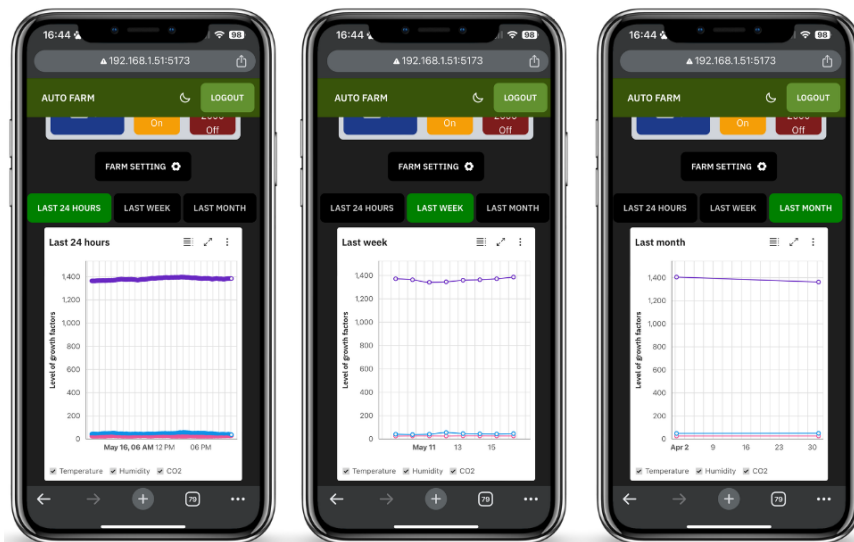 16:44 98
192.168.1.51:5173
AUTO FARM LOGOUT
On
Off
FARM SETTING
LAST 24 HOURS LAST WEEK LAST MONTH
Last 24 hours
Level of growth factors
1,400
1,200
1,000
800
600
400
200
0
May 16, 06 AM 12 PM 06 PM
Temperature Humidity CO2
79
16:44 98
192.168.1.51:5173
AUTO FARM LOGOUT
On
Off
FARM SETTING
LAST 24 HOURS LAST WEEK LAST MONTH
Last week
Level of growth factors
1,400
1,200
1,000
800
600
400
200
0
May 11 13 15
Temperature Humidity CO2
79
16:44 98
192.168.1.51:5173
AUTO FARM LOGOUT
On
Off
FARM SETTING
LAST 24 HOURS LAST WEEK LAST MONTH
Last month
Level of growth factors
1,400
1,200
1,000
800
600
400
200
0
Apr 2 9 16 23 30
Temperature Humidity CO2
79